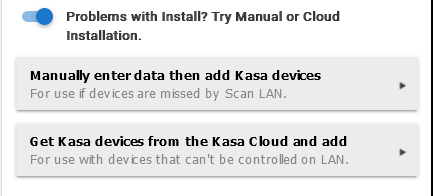 Problems with Install? Try Manual or Cloud
Installation.
Manually enter data then add Kasa devices
For use if devices are missed by Scan LAN.
Get Kasa devices from the Kasa Cloud and add
For use with devices that can't be controlled on LAN.